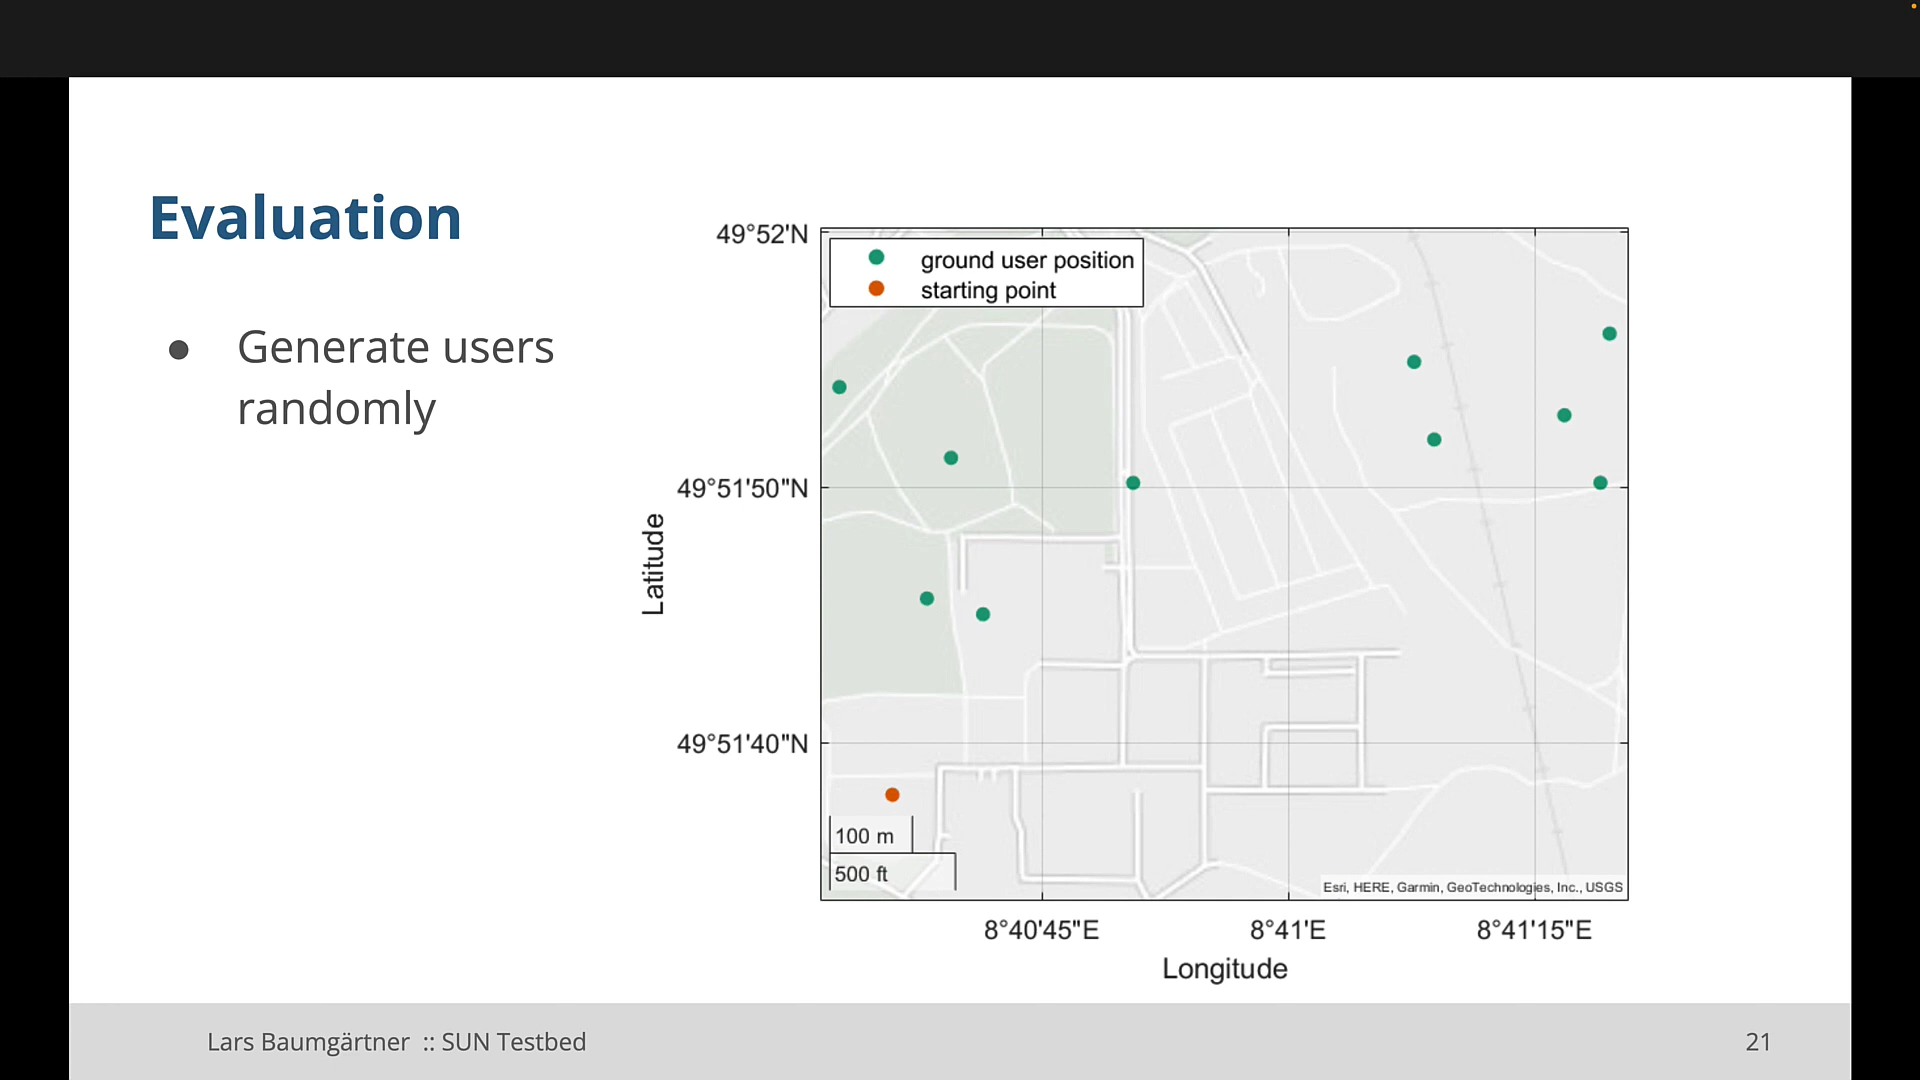 Evaluation
● Generate users
randomly
49°52'N
ground user position
starting point
49°51'50"N
Latitude
49°51'40"N
100 m
500 ft
Esri, HERE, Garmin, GeoTechnologies, Inc., USGS
8°40'45"E 8°41'E 8°41'15"E
Longitude
Lars Baumgärtner :: SUN Testbed 21